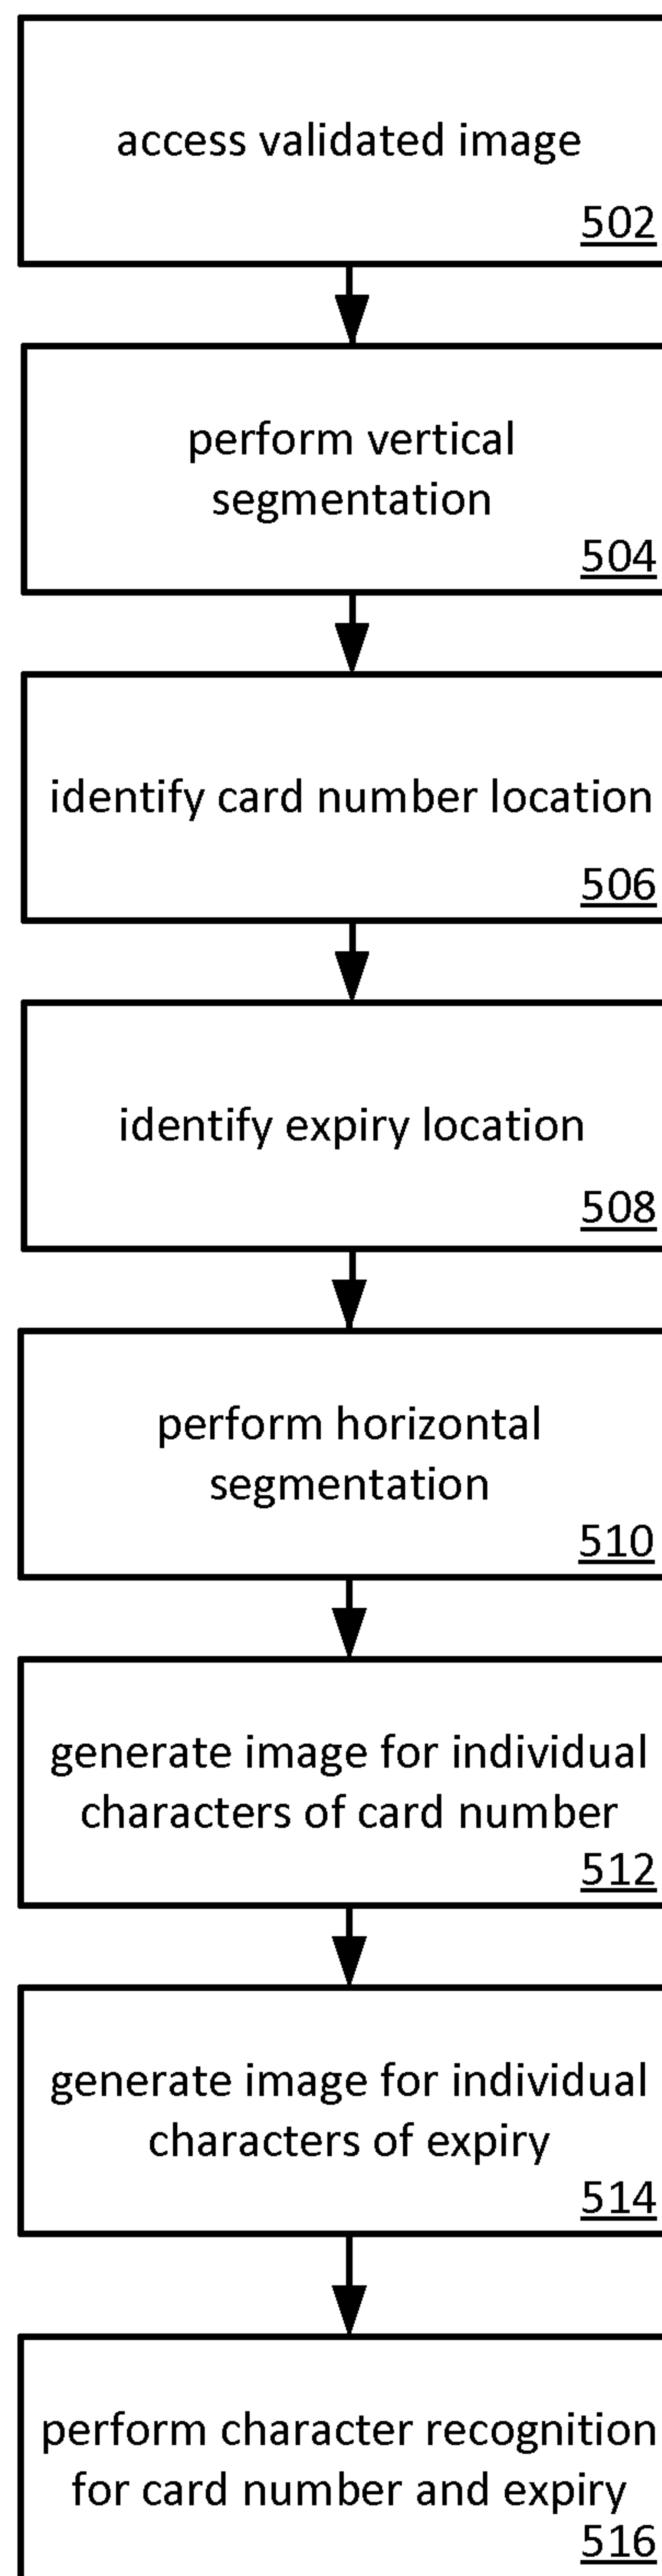 access validated image
502
perform vertical
segmentation
504
identify card number location
506
identify expiry location
508
perform horizontal
segmentation
510
generate image for individual
characters of card number
512
generate image for individual
characters of expiry
514
perform character recognition
for card number and expiry
516